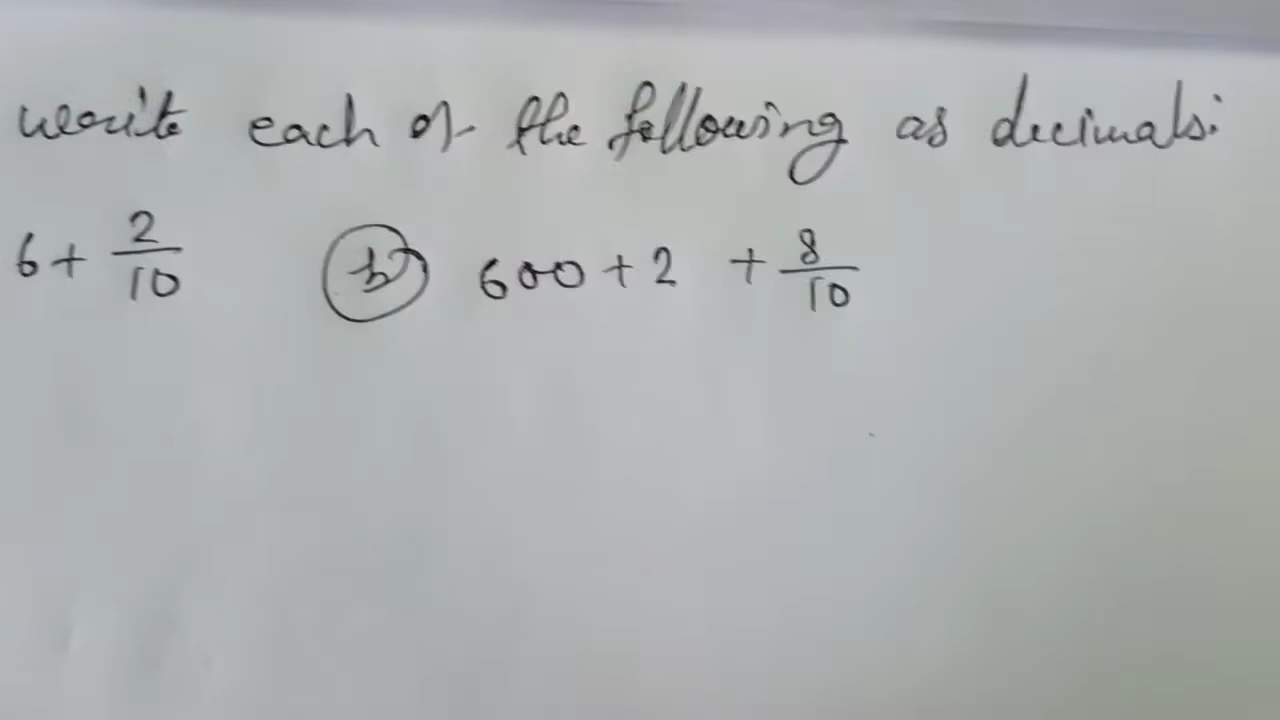 write each of the following as decimals:
6 + 2/10 (b) 600 + 2 + 8/10